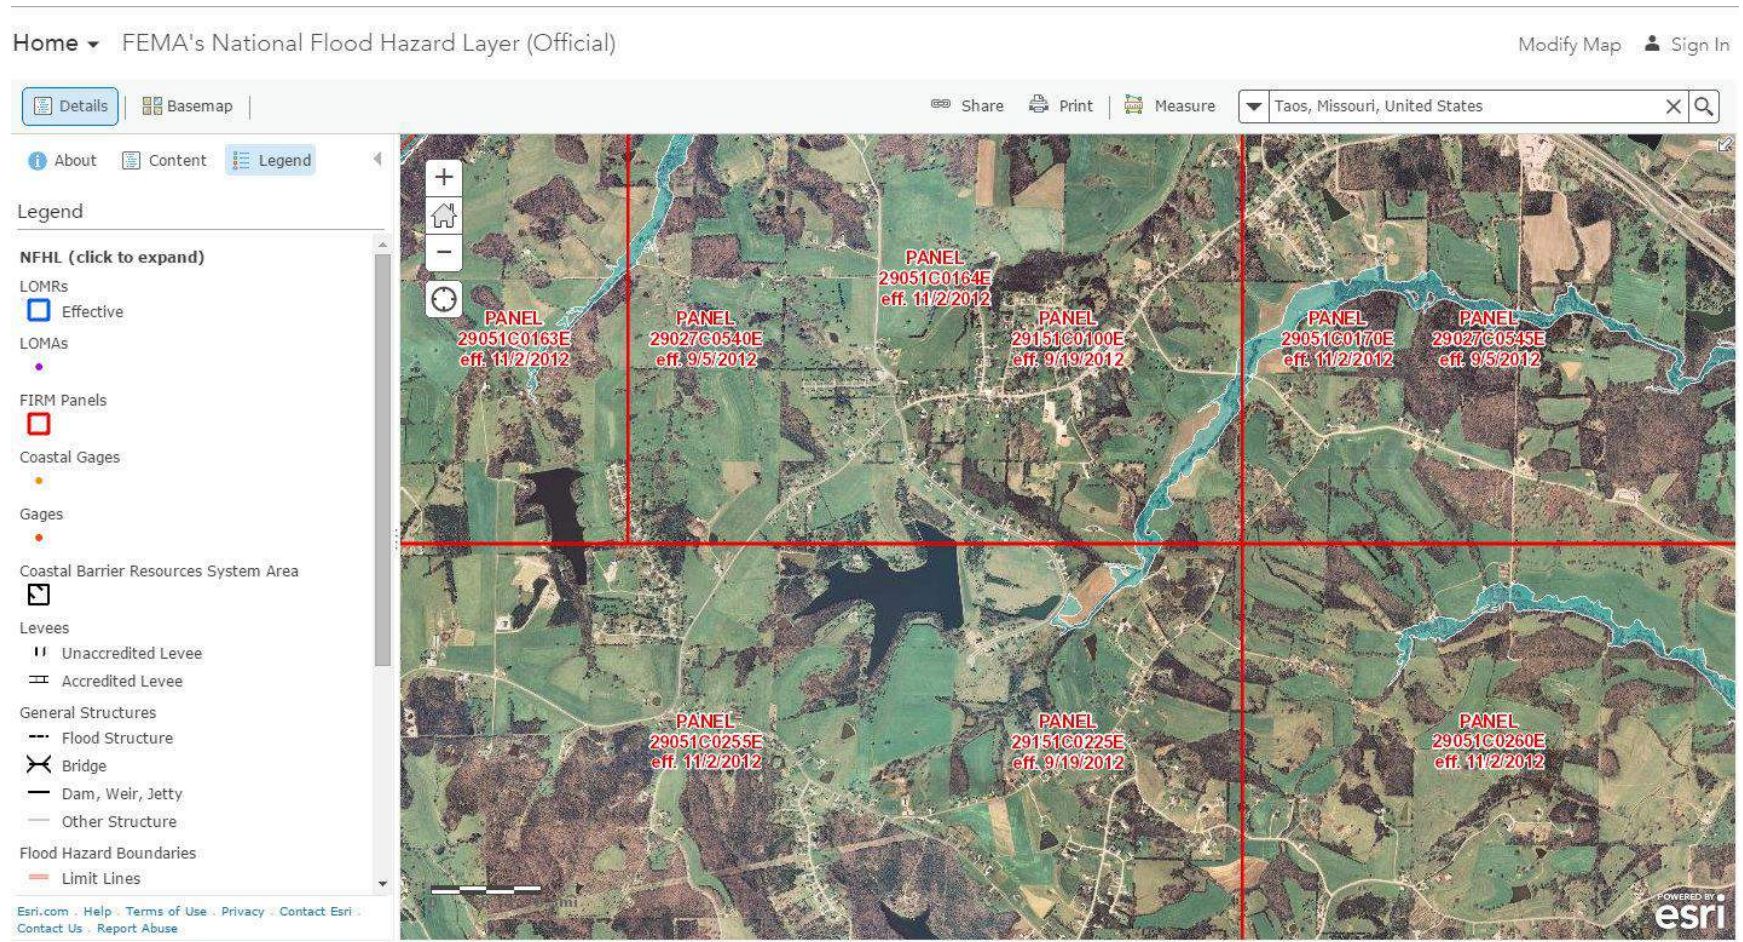 Home FEMA's National Flood Hazard Layer (Official)
Modify Map Sign In
Details Basemap
Share Print Measure Taos, Missouri, United States
About Content Legend
Legend
NFHL (click to expand)
LOMRs
Effective
LOMAs
FIRM Panels
Coastal Gages
Gages
Coastal Barrier Resources System Area
Levees
Unaccredited Levee
Accredited Levee
General Structures
Flood Structure
Bridge
Dam, Weir, Jetty
Other Structure
Flood Hazard Boundaries
Limit Lines
Esri.com . Help . Terms of Use . Privacy . Contact Esri .
Contact Us . Report Abuse
PANEL
29051C0164E
eff. 11/2/2012
PANEL
29051C0163E
eff. 11/2/2012
PANEL
29027C0540E
eff. 9/5/2012
PANEL
29151C0100E
eff. 9/19/2012
PANEL
29051C0170E
eff. 11/2/2012
PANEL
29027C0545E
eff. 9/5/2012
PANEL
29051C0255E
eff. 11/2/2012
PANEL
29151C0225E
eff. 9/19/2012
PANEL
29051C0260E
eff. 11/2/2012
POWERED BY
esri